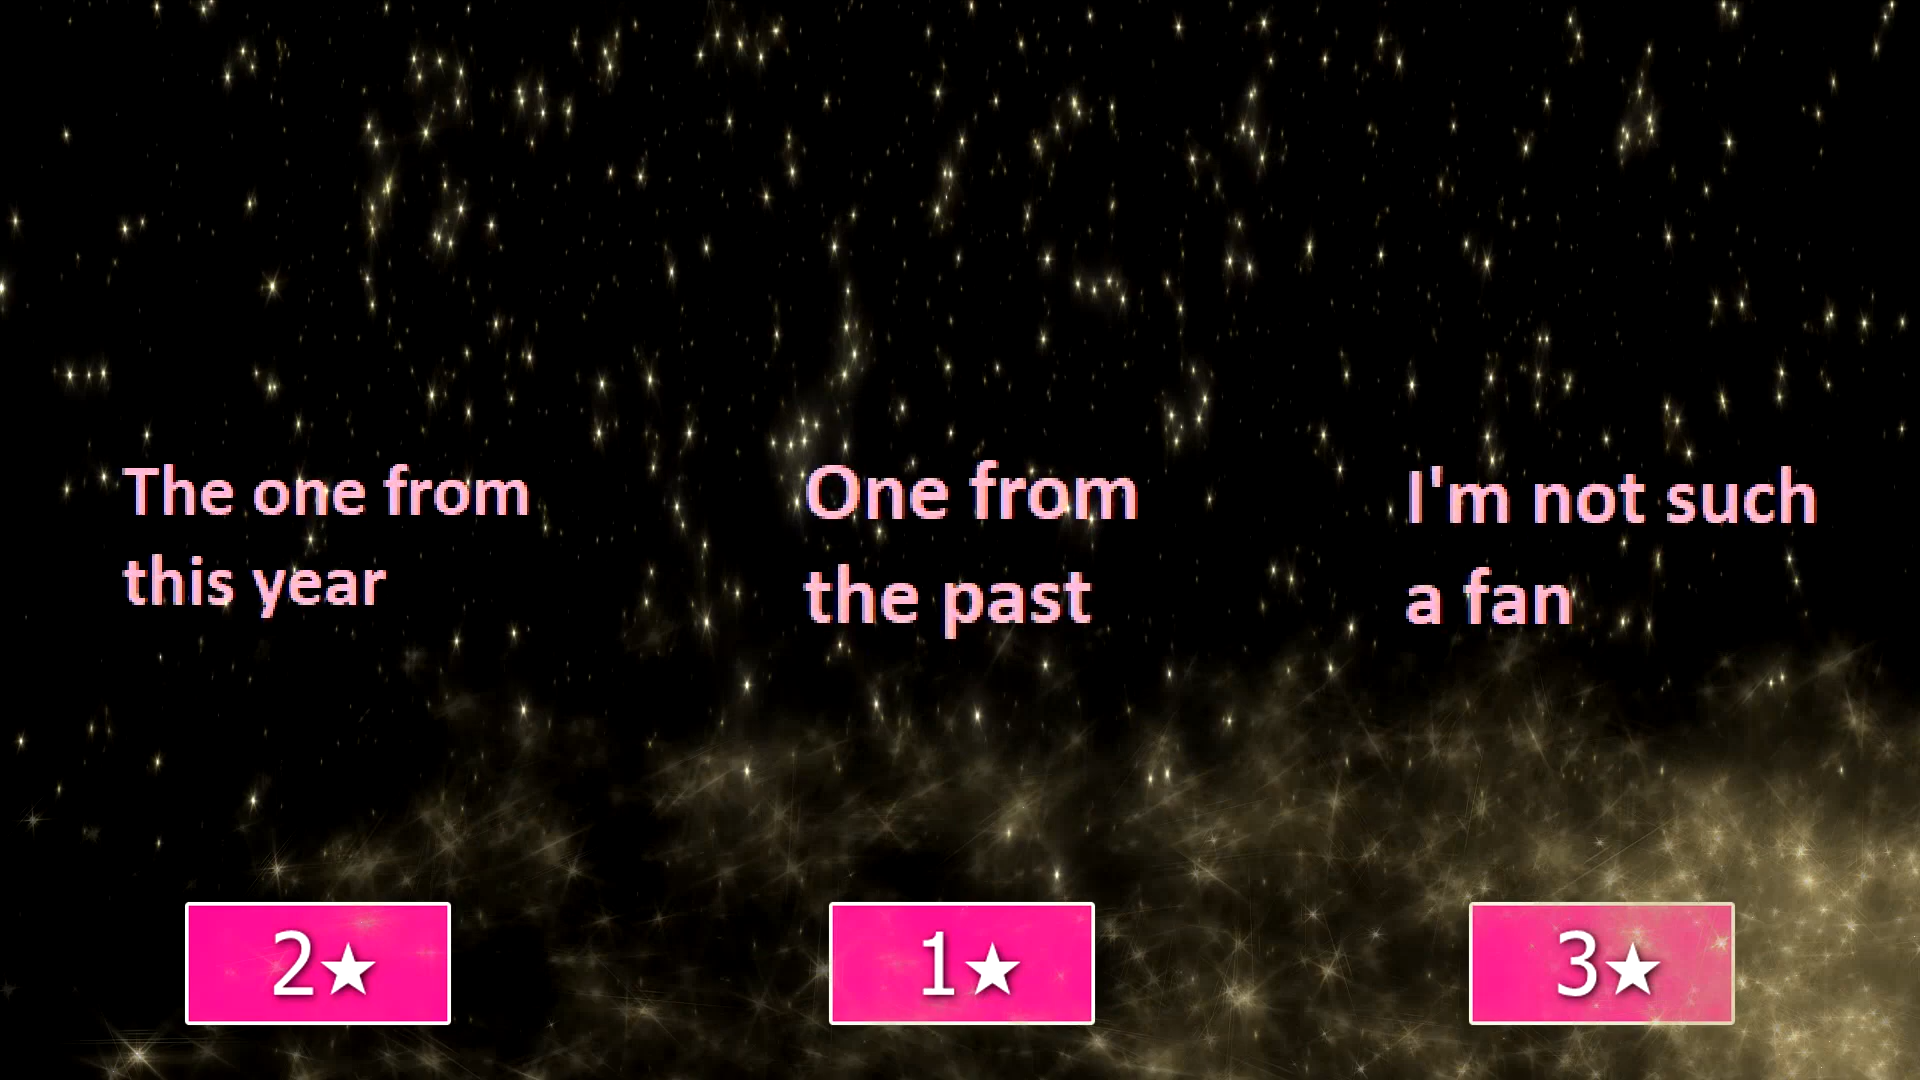 The one from
this year
One from
the past
I'm not such
a fan
2★
1★
3★